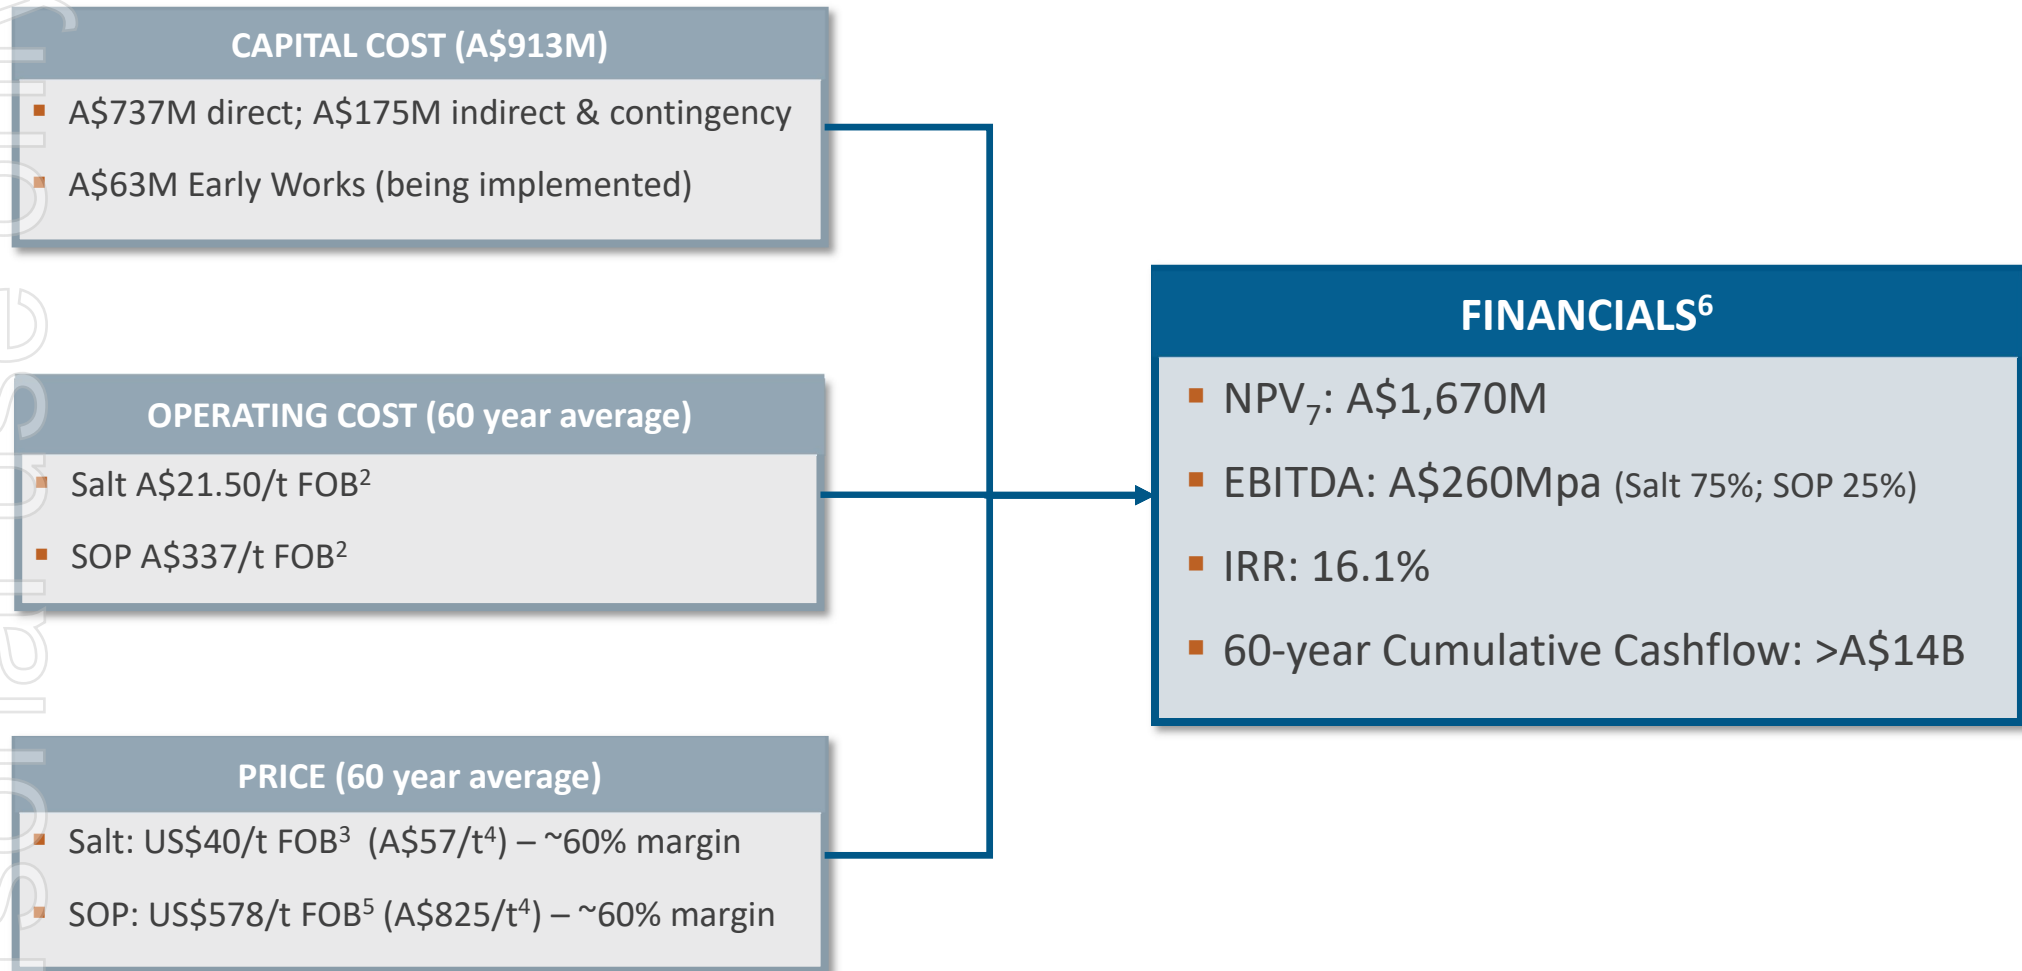 CAPITAL COST (A$913M)
▪ A$737M direct; A$175M indirect & contingency
▪ A$63M Early Works (being implemented)
OPERATING COST (60 year average)
▪ Salt A$21.50/t FOB²
▪ SOP A$337/t FOB²
PRICE (60 year average)
▪ Salt: US$40/t FOB³ (A$57/t⁴) – ~60% margin
▪ SOP: US$578/t FOB⁵ (A$825/t⁴) – ~60% margin
FINANCIALS⁶
▪ NPV₇: A$1,670M
▪ EBITDA: A$260Mpa (Salt 75%; SOP 25%)
▪ IRR: 16.1%
▪ 60-year Cumulative Cashflow: >A$14B